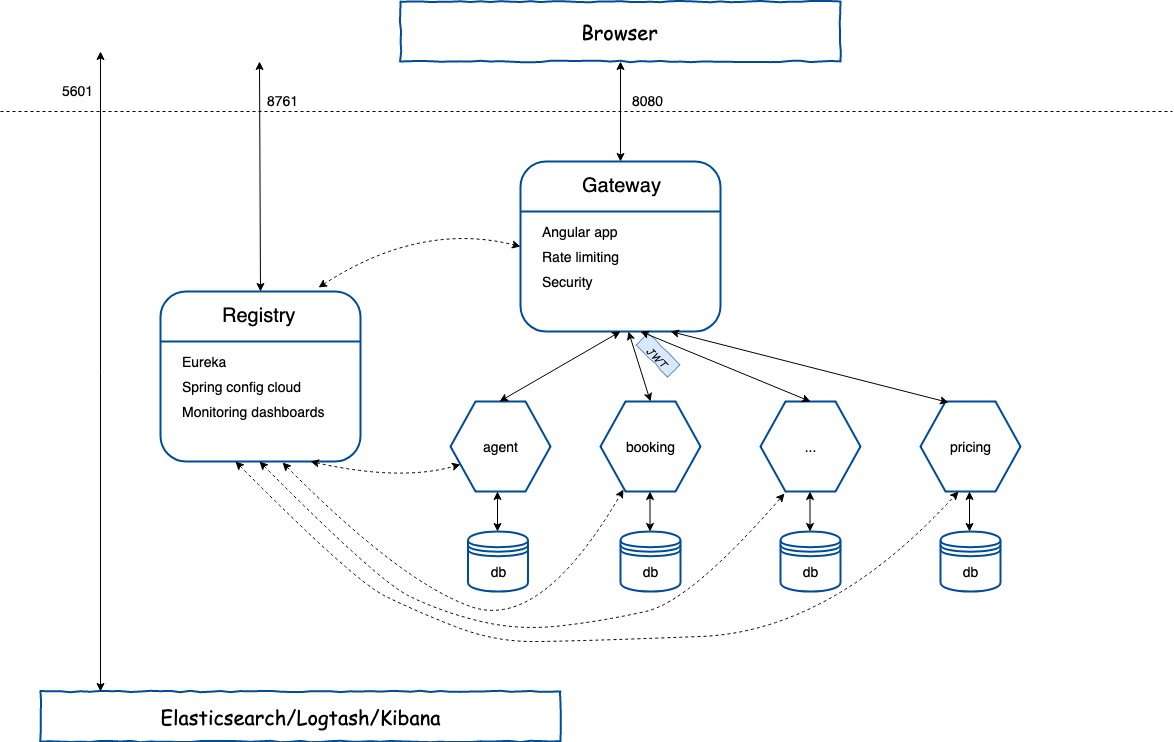 Browser
5601
8761
8080
Gateway
Angular app
Rate limiting
Security
JWT
Registry
Eureka
Spring config cloud
Monitoring dashboards
agent
booking
...
pricing
db
db
db
db
Elasticsearch/Logtash/Kibana